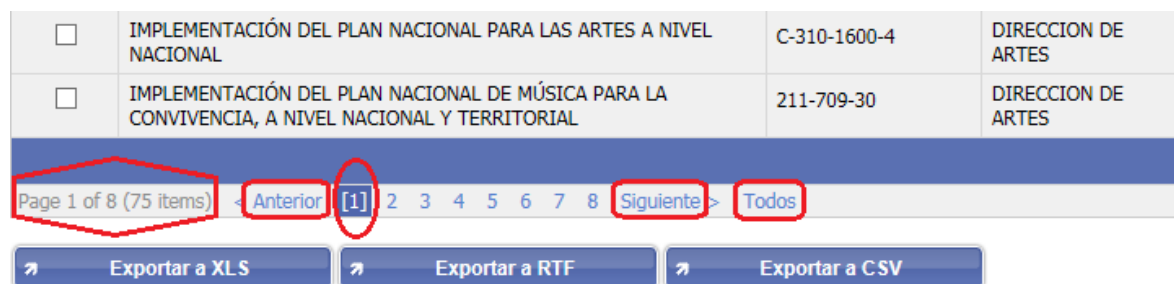 IMPLEMENTACIÓN DEL PLAN NACIONAL PARA LAS ARTES A NIVEL
NACIONAL
C-310-1600-4
DIRECCION DE
ARTES
IMPLEMENTACIÓN DEL PLAN NACIONAL DE MÚSICA PARA LA
CONVIVENCIA, A NIVEL NACIONAL Y TERRITORIAL
211-709-30
DIRECCION DE
ARTES
Page 1 of 8 (75 items) < Anterior [1] 2 3 4 5 6 7 8 Siguiente > Todos
Exportar a XLS
Exportar a RTF
Exportar a CSV